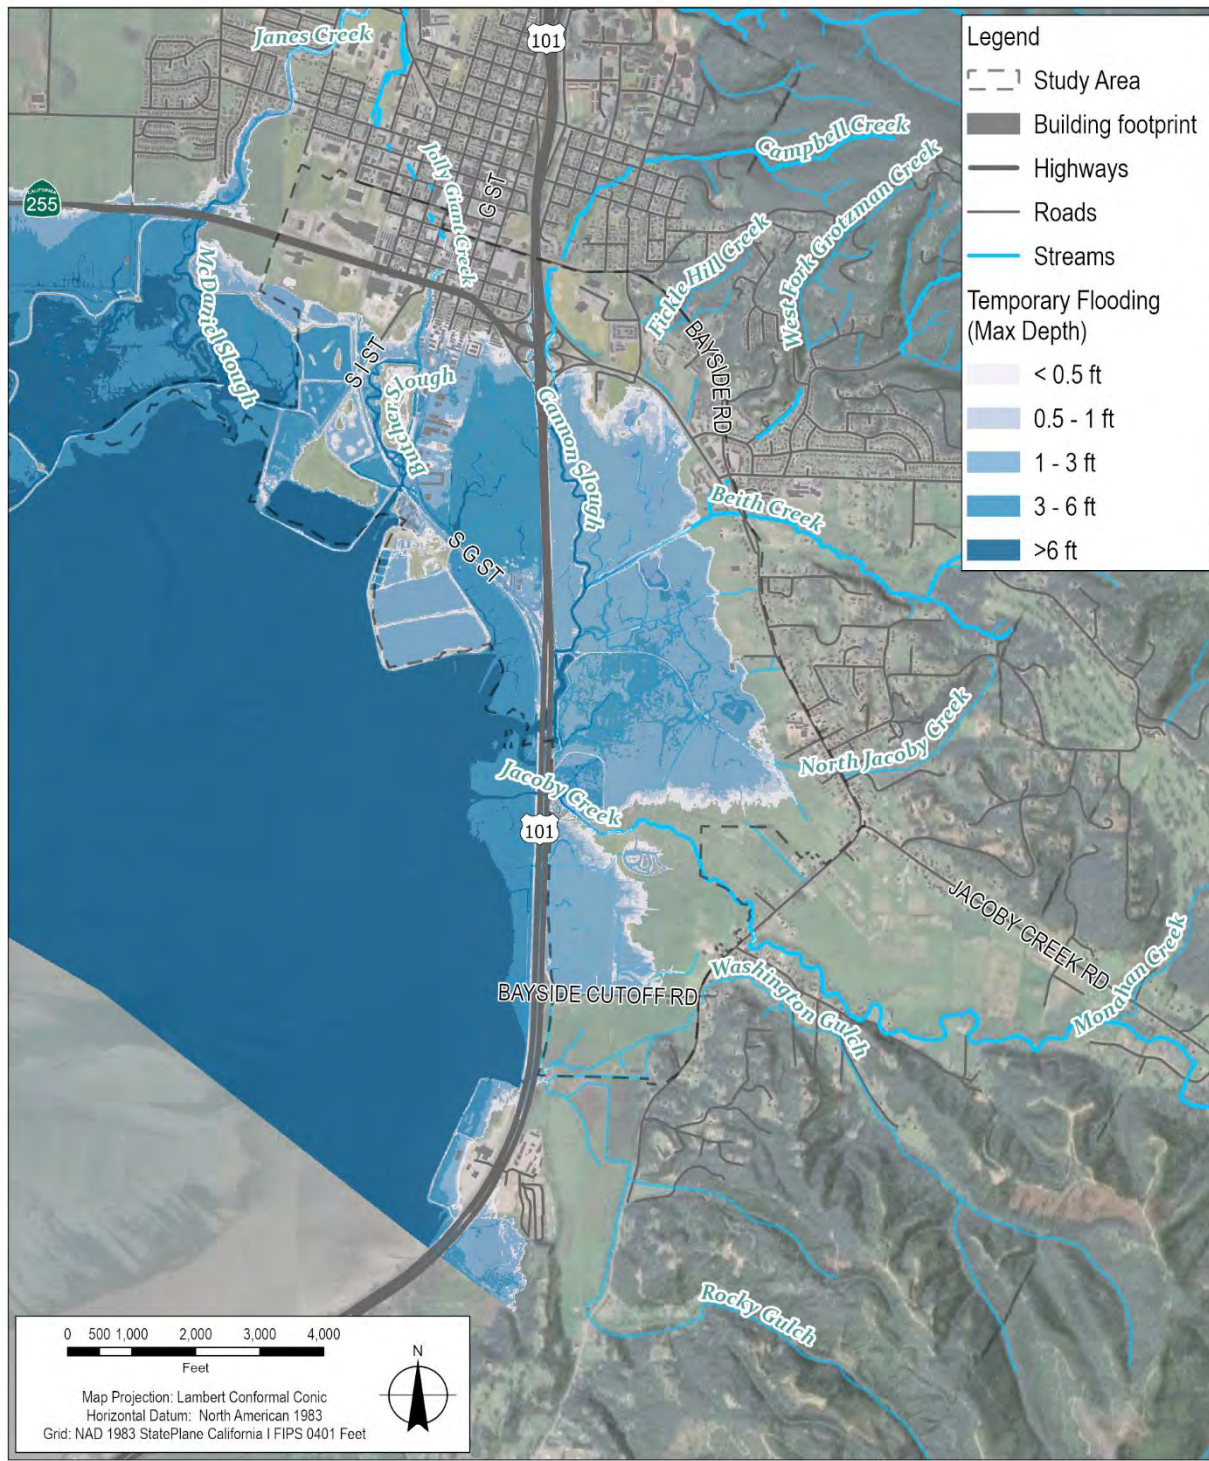 Janes Creek
101
Legend
Study Area
Building footprint
Highways
Roads
Streams
Temporary Flooding
(Max Depth)
< 0.5 ft
0.5 - 1 ft
1 - 3 ft
3 - 6 ft
>6 ft
Campbell Creek
Jolly Giant Creek
G ST
West Fork Grotzman Creek
CALIFORNIA
255
McDaniel Slough
Fickle Hill Creek
BAYSIDE RD
S I ST
Butchers Slough
Gannon Slough
Beith Creek
S G ST
North Jacoby Creek
Jacoby Creek
101
JACOBY CREEK RD
Monahan Creek
Washington Gulch
BAYSIDE CUTOFF RD
Rocky Gulch
0 500 1,000 2,000 3,000 4,000
Feet
N
Map Projection: Lambert Conformal Conic
Horizontal Datum: North American 1983
Grid: NAD 1983 StatePlane California I FIPS 0401 Feet